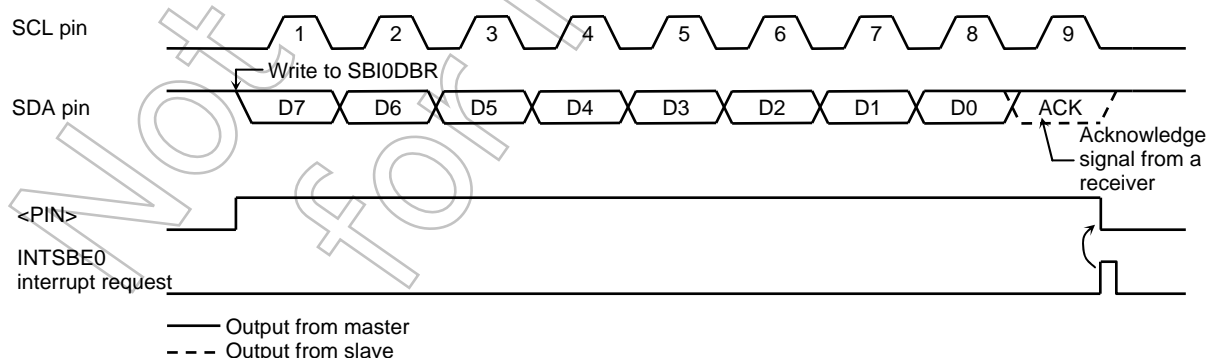 SCL pin
1 2 3 4 5 6 7 8 9
Write to SBI0DBR
SDA pin
D7 D6 D5 D4 D3 D2 D1 D0 ACK
Acknowledge
signal from a
receiver
<PIN>
INTSBE0
interrupt request
Output from master
Output from slave
Not
for